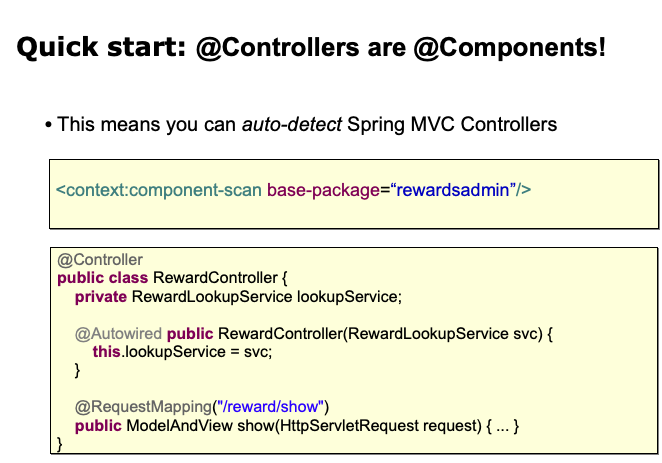 Quick start: @Controllers are @Components!
• This means you can auto-detect Spring MVC Controllers
<context:component-scan base-package=“rewardsadmin”/>
@Controller
public class RewardController {
private RewardLookupService lookupService;
@Autowired public RewardController(RewardLookupService svc) {
this.lookupService = svc;
}
@RequestMapping("/reward/show")
public ModelAndView show(HttpServletRequest request) { ... }
}